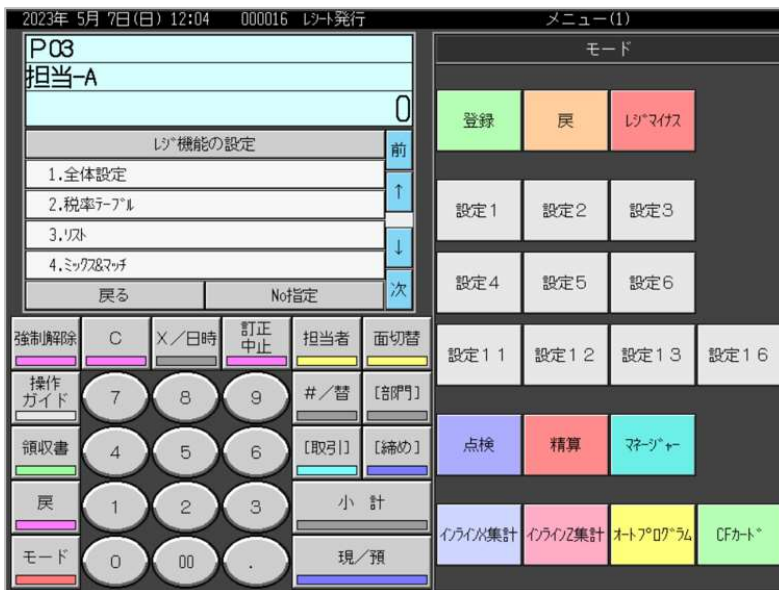 2023年 5月 7日(日) 12:04 000016 ﾚｼｰﾄ発行 メニュー(1)
P03
担当-A
0
ﾚｼﾞ機能の設定
前
1.全体設定
↑
2.税率ﾃｰﾌﾞﾙ
3.ﾘｽﾄ
↓
4.ﾐｯｸｽ&ﾏｯﾁ
戻る No指定 次
強制解除 C X／日時 訂正中止 担当者 面切替
操作ガイド 7 8 9 #／替 [部門]
領収書 4 5 6 [取引] [締め]
戻 1 2 3 小 計
モード 0 00 . 現／預
モード
登録 戻 ﾚｼﾞﾏｲﾅｽ
設定1 設定2 設定3
設定4 設定5 設定6
設定11 設定12 設定13 設定16
点検 精算 ﾏﾈｰｼﾞｬｰ
ｲﾝﾗｲﾝX集計 ｲﾝﾗｲﾝZ集計 ｵｰﾄﾌﾟﾛｸﾞﾗﾑ CFｶｰﾄﾞ